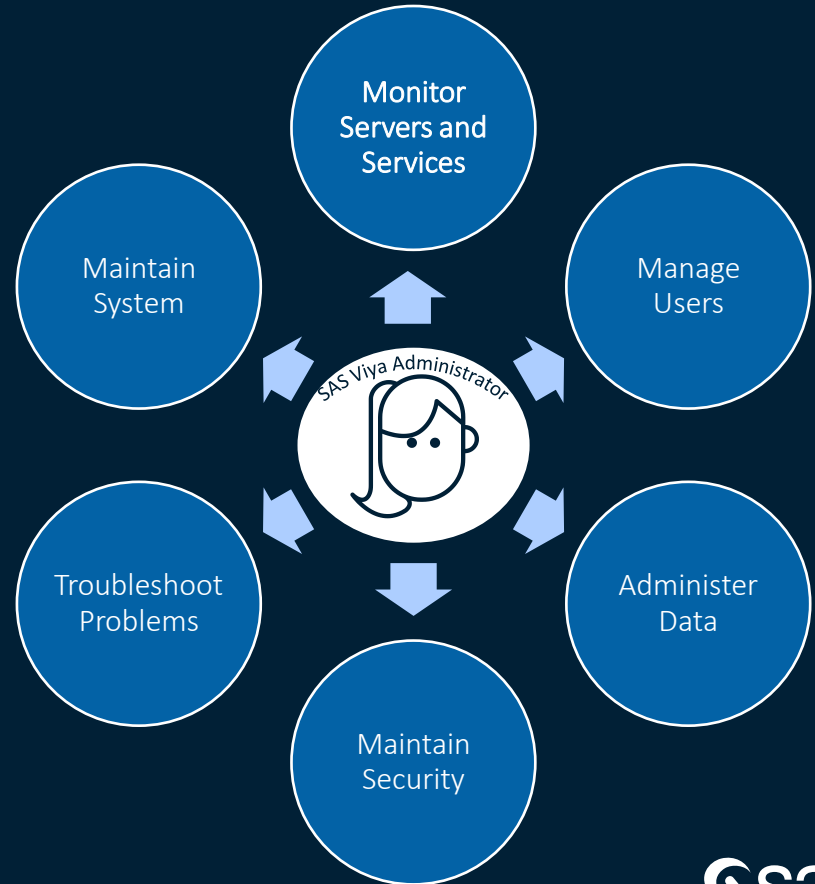 Monitor
Servers and
Services
Maintain
System
Manage
Users
SAS Viya Administrator
Troubleshoot
Problems
Administer
Data
Maintain
Security